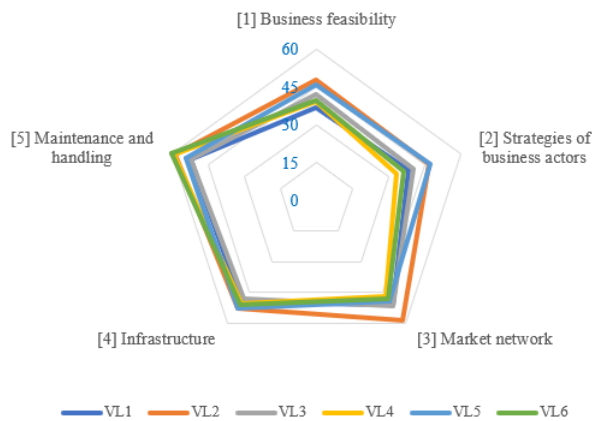 [1] Business feasibility
60
45
30
15
0
[5] Maintenance and
handling
[2] Strategies of
business actors
[4] Infrastructure
[3] Market network
VL1 VL2 VL3 VL4 VL5 VL6